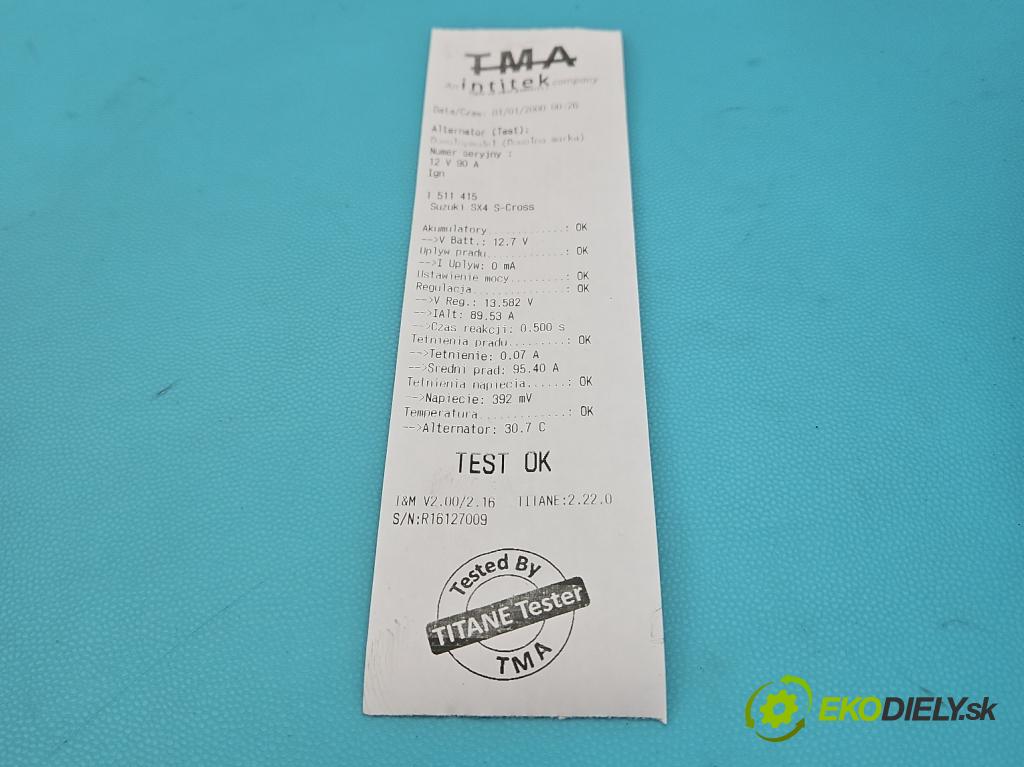 TMA
An intitek company
Data/Czas: 01/01/2000 00:26
Alternator (Test):
(Dowolna marka)
Numer seryjny :
12 V 90 A
Ign
1 511 415
Suzuki SX4 S-Cross
Akumulatory............: OK
-->V Batt.: 12.7 V
Uplyw pradu............: OK
-->I Uplyw: 0 mA
Ustawienie mocy........: OK
Regulacja..............: OK
-->V Reg.: 13.582 V
-->IAlt: 89.53 A
-->Czas reakcji: 0.500 s
Tetnienia pradu........: OK
-->Tetnienie: 0.07 A
-->Sredni prad: 95.40 A
Tetnienia napiecia.....: OK
-->Napiecie: 392 mV
Temperatura............: OK
-->Alternator: 30.7 C
TEST OK
I&M V2.00/2.16 TITANE:2.22.0
S/N:R16127009
Tested By
TITANE Tester
TMA
EKODIELY.sk